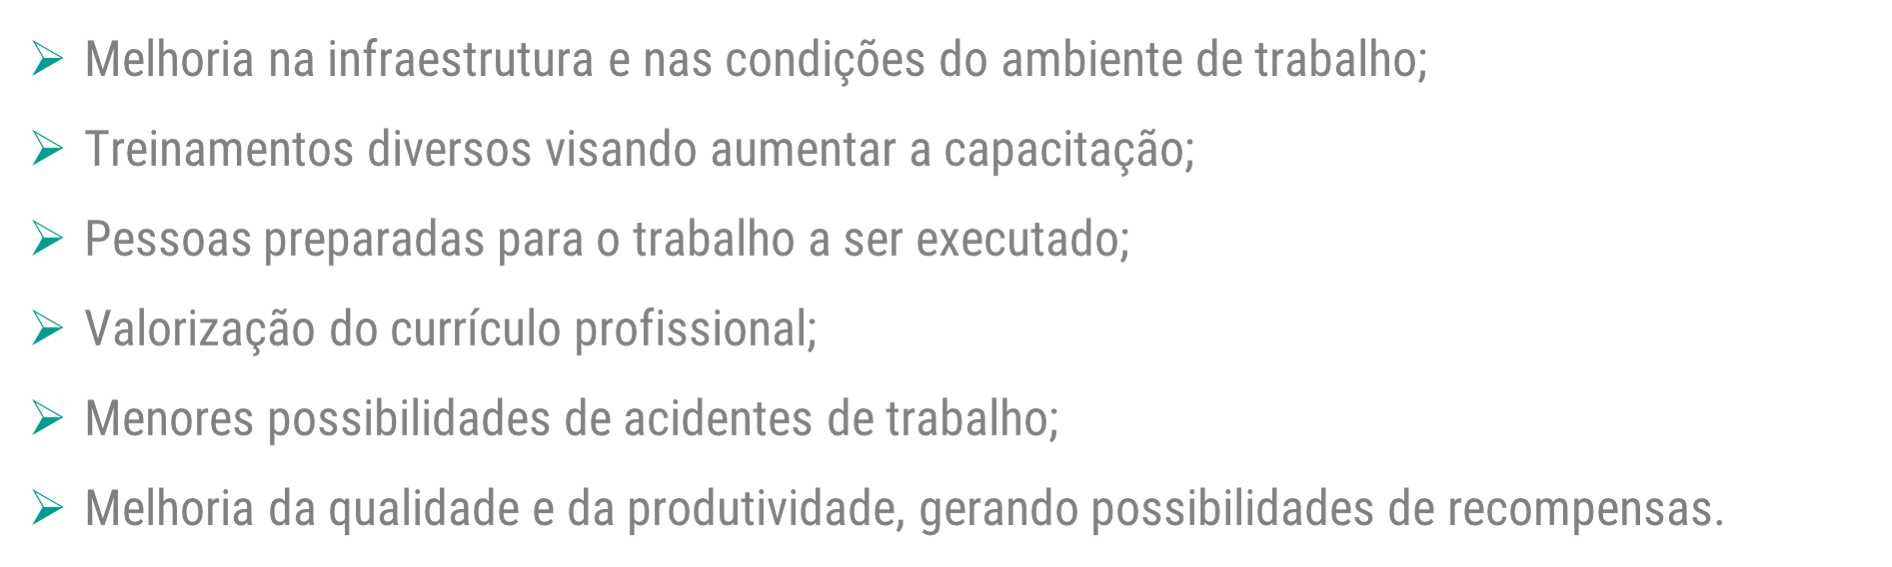 ➢ Melhoria na infraestrutura e nas condições do ambiente de trabalho;
➢ Treinamentos diversos visando aumentar a capacitação;
➢ Pessoas preparadas para o trabalho a ser executado;
➢ Valorização do currículo profissional;
➢ Menores possibilidades de acidentes de trabalho;
➢ Melhoria da qualidade e da produtividade, gerando possibilidades de recompensas.